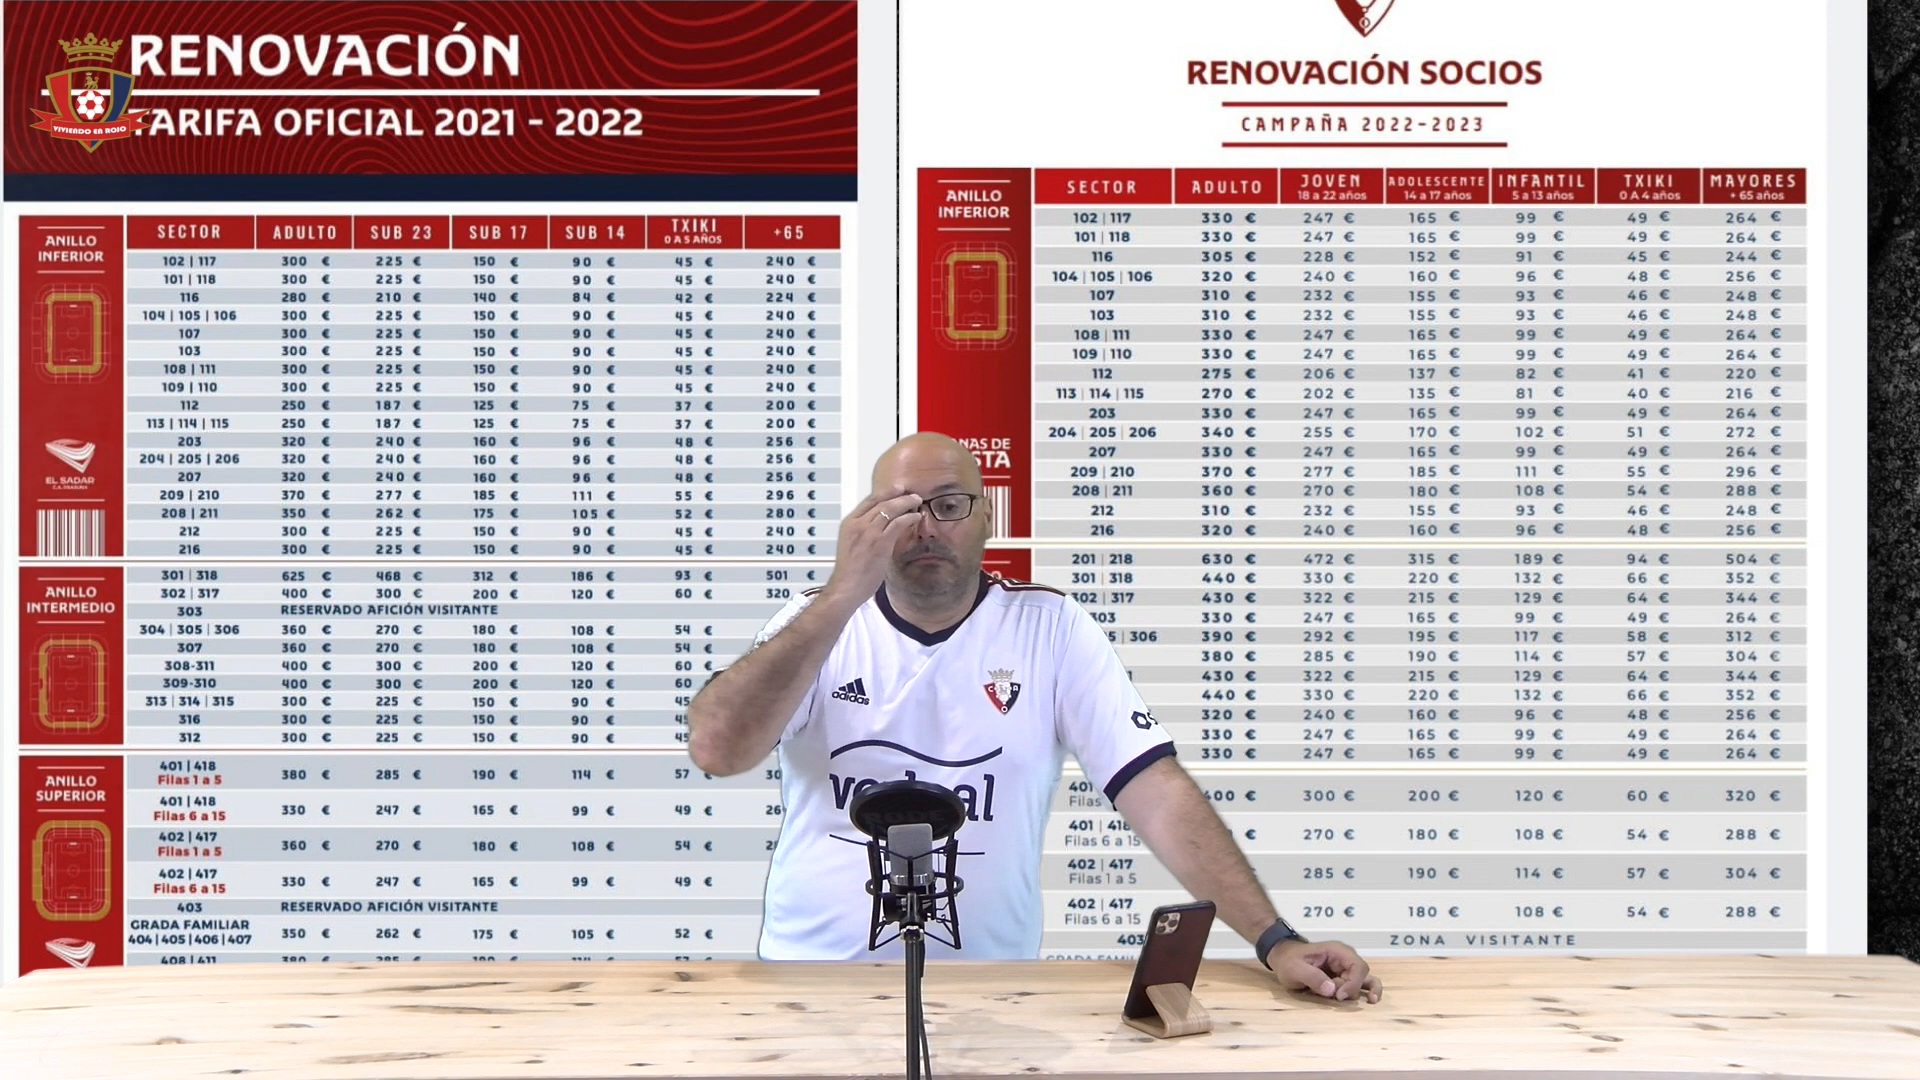 RENOVACIÓN
TARIFA OFICIAL 2021 - 2022
VIVIENDO EN ROJO
ANILLO
INFERIOR
EL SADAR
SECTOR ADULTO SUB 23 SUB 17 SUB 14 TXIKI 0 A 5 AÑOS +65
102 | 117 300 € 225 € 150 € 90 € 45 € 240 €
101 | 118 300 € 225 € 150 € 90 € 45 € 240 €
116 280 € 210 € 140 € 84 € 42 € 224 €
104 | 105 | 106 300 € 225 € 150 € 90 € 45 € 240 €
107 300 € 225 € 150 € 90 € 45 € 240 €
103 300 € 225 € 150 € 90 € 45 € 240 €
108 | 111 300 € 225 € 150 € 90 € 45 € 240 €
109 | 110 300 € 225 € 150 € 90 € 45 € 240 €
112 250 € 187 € 125 € 75 € 37 € 200 €
113 | 114 | 115 250 € 187 € 125 € 75 € 37 € 200 €
203 320 € 240 € 160 € 96 € 48 € 256 €
204 | 205 | 206 320 € 240 € 160 € 96 € 48 € 256 €
207 320 € 240 € 160 € 96 € 48 € 256 €
209 | 210 370 € 277 € 185 € 111 € 55 € 296 €
208 | 211 350 € 262 € 175 € 105 € 52 € 280 €
212 300 € 225 € 150 € 90 € 45 € 240 €
216 300 € 225 € 150 € 90 € 45 € 240 €
ANILLO
INTERMEDIO
301 | 318 625 € 468 € 312 € 186 € 93 € 501 €
302 | 317 400 € 300 € 200 € 120 € 60 € 320
303 RESERVADO AFICIÓN VISITANTE
304 | 305 | 306 360 € 270 € 180 € 108 € 54 €
307 360 € 270 € 180 € 108 € 54 €
308-311 400 € 300 € 200 € 120 € 60 €
309-310 400 € 300 € 200 € 120 € 60
313 | 314 | 315 300 € 225 € 150 € 90 € 45
316 300 € 225 € 150 € 90 € 45
312 300 € 225 € 150 € 90 € 45
ANILLO
SUPERIOR
401 | 418 Filas 1 a 5 380 € 285 € 190 € 114 € 57 €
401 | 418 Filas 6 a 15 330 € 247 € 165 € 99 € 49 €
402 | 417 Filas 1 a 5 360 € 270 € 180 € 108 € 54 €
402 | 417 Filas 6 a 15 330 € 247 € 165 € 99 € 49 €
403 RESERVADO AFICIÓN VISITANTE
GRADA FAMILIAR
404 | 405 | 406 | 407 350 € 262 € 175 € 105 € 52 €
408 | 411
RENOVACIÓN SOCIOS
CAMPAÑA 2022-2023
ANILLO
INFERIOR
SECTOR ADULTO JOVEN 18 a 22 años ADOLESCENTE 14 a 17 años INFANTIL 5 a 13 años TXIKI 0 A 4 años MAYORES + 65 años
102 | 117 330 € 247 € 165 € 99 € 49 € 264 €
101 | 118 330 € 247 € 165 € 99 € 49 € 264 €
116 305 € 228 € 152 € 91 € 45 € 244 €
104 | 105 | 106 320 € 240 € 160 € 96 € 48 € 256 €
107 310 € 232 € 155 € 93 € 46 € 248 €
103 310 € 232 € 155 € 93 € 46 € 248 €
108 | 111 330 € 247 € 165 € 99 € 49 € 264 €
109 | 110 330 € 247 € 165 € 99 € 49 € 264 €
112 275 € 206 € 137 € 82 € 41 € 220 €
113 | 114 | 115 270 € 202 € 135 € 81 € 40 € 216 €
203 330 € 247 € 165 € 99 € 49 € 264 €
204 | 205 | 206 340 € 255 € 170 € 102 € 51 € 272 €
207 330 € 247 € 165 € 99 € 49 € 264 €
209 | 210 370 € 277 € 185 € 111 € 55 € 296 €
208 | 211 360 € 270 € 180 € 108 € 54 € 288 €
212 310 € 232 € 155 € 93 € 46 € 248 €
216 320 € 240 € 160 € 96 € 48 € 256 €
201 | 218 630 € 472 € 315 € 189 € 94 € 504 €
301 | 318 440 € 330 € 220 € 132 € 66 € 352 €
302 | 317 430 € 322 € 215 € 129 € 64 € 344 €
303 330 € 247 € 165 € 99 € 49 € 264 €
306 390 € 292 € 195 € 117 € 58 € 312 €
380 € 285 € 190 € 114 € 57 € 304 €
430 € 322 € 215 € 129 € 64 € 344 €
440 € 330 € 220 € 132 € 66 € 352 €
320 € 240 € 160 € 96 € 48 € 256 €
330 € 247 € 165 € 99 € 49 € 264 €
330 € 247 € 165 € 99 € 49 € 264 €
401 Filas 400 € 300 € 200 € 120 € 60 € 320 €
401 | 418 Filas 6 a 15 € 270 € 180 € 108 € 54 € 288 €
402 | 417 Filas 1 a 5 285 € 190 € 114 € 57 € 304 €
402 | 417 Filas 6 a 15 270 € 180 € 108 € 54 € 288 €
403 ZONA VISITANTE
adidas
RODE